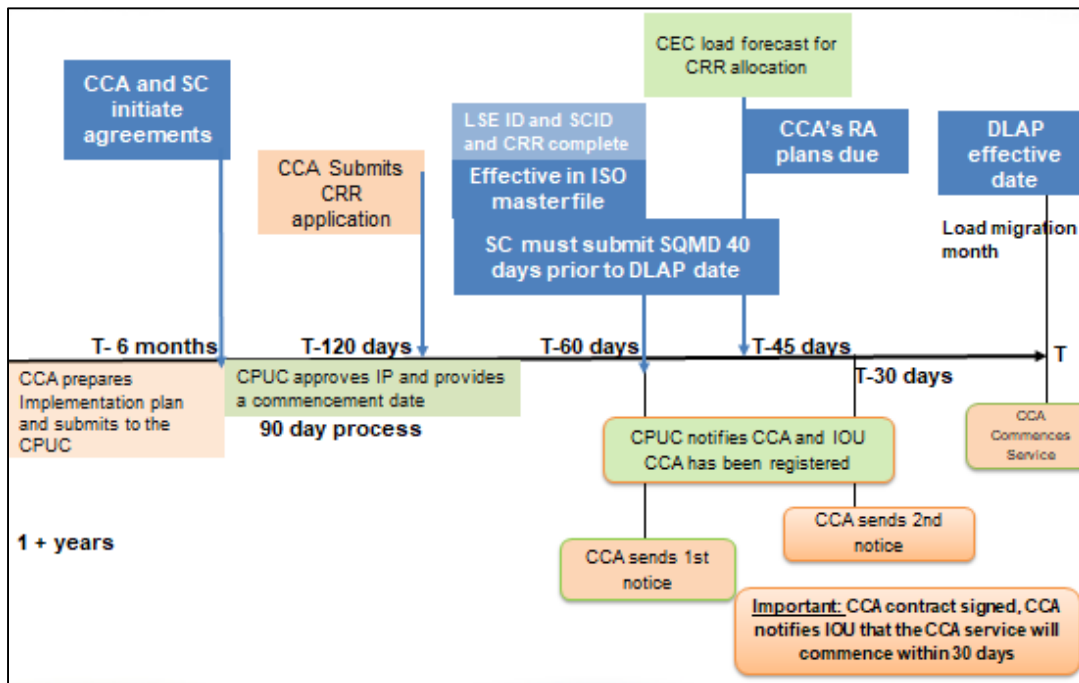 CEC load forecast for
CRR allocation
CCA and SC
initiate
agreements
LSE ID and SCID
and CRR complete
CCA's RA
plans due
DLAP
effective
date
CCA Submits
CRR
application
Effective in ISO
masterfile
SC must submit SQMD 40
days prior to DLAP date
Load migration
month
T- 6 months
T-120 days
T-60 days
T-45 days
T
T-30 days
CCA prepares
Implementation plan
and submits to the
CPUC
CPUC approves IP and provides
a commencement date
90 day process
CPUC notifies CCA and IOU
CCA has been registered
CCA
Commences
Service
1 + years
CCA sends 1st
notice
CCA sends 2nd
notice
Important: CCA contract signed, CCA
notifies IOU that the CCA service will
commence within 30 days